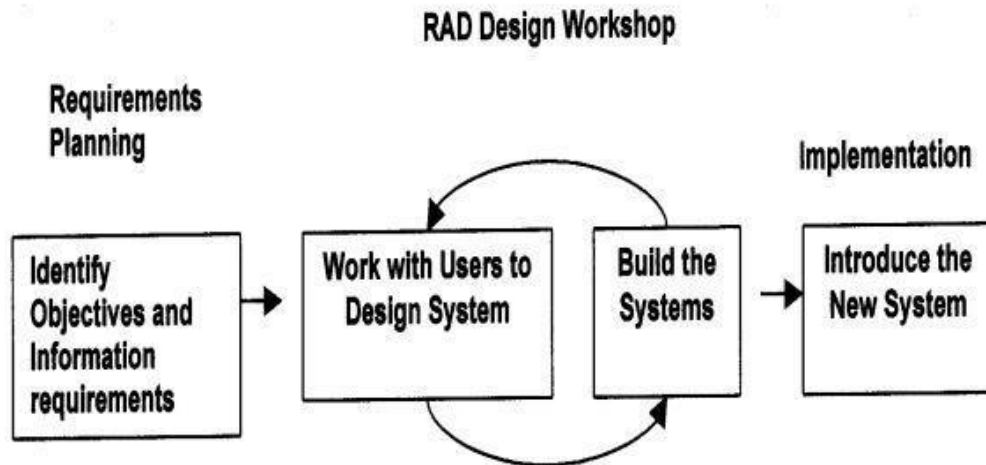 RAD Design Workshop
Requirements
Planning
Implementation
Identify
Objectives and
Information
requirements
Work with Users to
Design System
Build the
Systems
Introduce the
New System